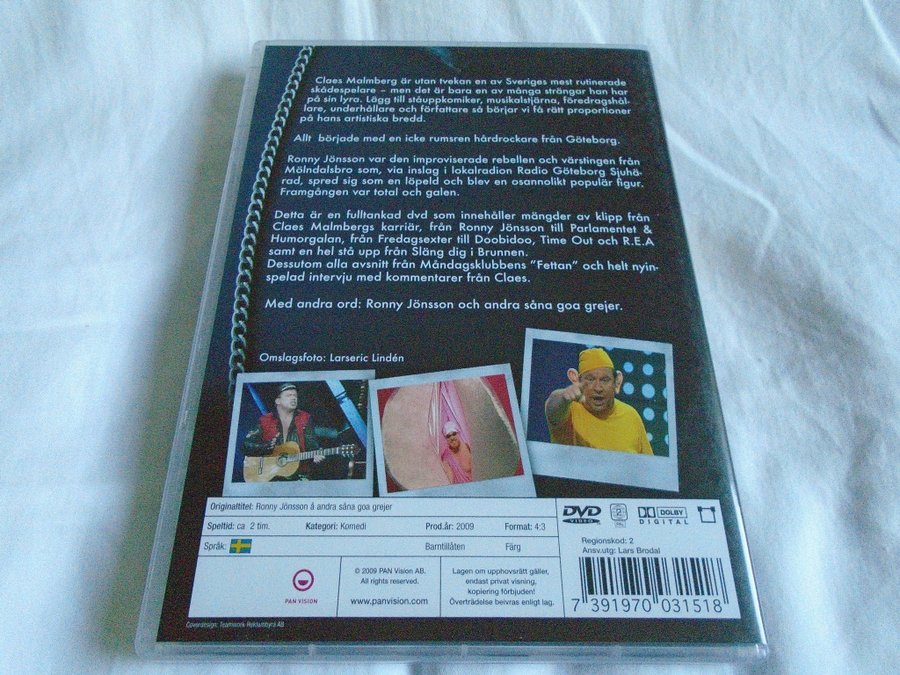 Claes Malmberg är utan tvekan en av Sveriges mest rutinerade
skådespelare – men det är bara en av många strängar han har
på sin lyra. Lägg till ståuppkomiker, musikalstjärna, föredragshål-
lare, underhållare och författare så börjar vi få rätt proportioner
på hans artistiska bredd.
Allt började med en icke rumsren hårdrockare från Göteborg.
Ronny Jönsson var den improviserade rebellen och värstingen från
Mölndalsbro som, via inslag i lokalradion Radio Göteborg Sjuhä-
rad, spred sig som en löpeld och blev en osannolikt populär figur.
Framgången var total och galen.
Detta är en fulltankad dvd som innehåller mängder av klipp från
Claes Malmbergs karriär, från Ronny Jönsson till Parlamentet &
Humorgalan, från Fredagsexter till Doobidoo, Time Out och R.E.A
samt en hel stå upp från Släng dig i Brunnen.
Dessutom alla avsnitt från Måndagsklubbens "Fettan" och helt nyin-
spelad intervju med kommentarer från Claes.
Med andra ord: Ronny Jönsson och andra såna goa grejer.
Omslagsfoto: Larseric Lindén
Originaltitel: Ronny Jönsson å andra såna goa grejer
Speltid: ca 2 tim. Kategori: Komedi Prod.år: 2009 Format: 4:3
Språk: Barntillåten Färg
DVD VIDEO 2 DOLBY DIGITAL
Regionskod: 2
Ansv.utg: Lars Brodal
PAN VISION
© 2009 PAN Vision AB.
All rights reserved.
www.panvision.com
Lagen om upphovsrätt gäller,
endast privat visning,
kopiering förbjuden!
Överträdelse beivras enligt lag.
7 391970 031518
Coverdesign: Teamwork Reklambyrå AB